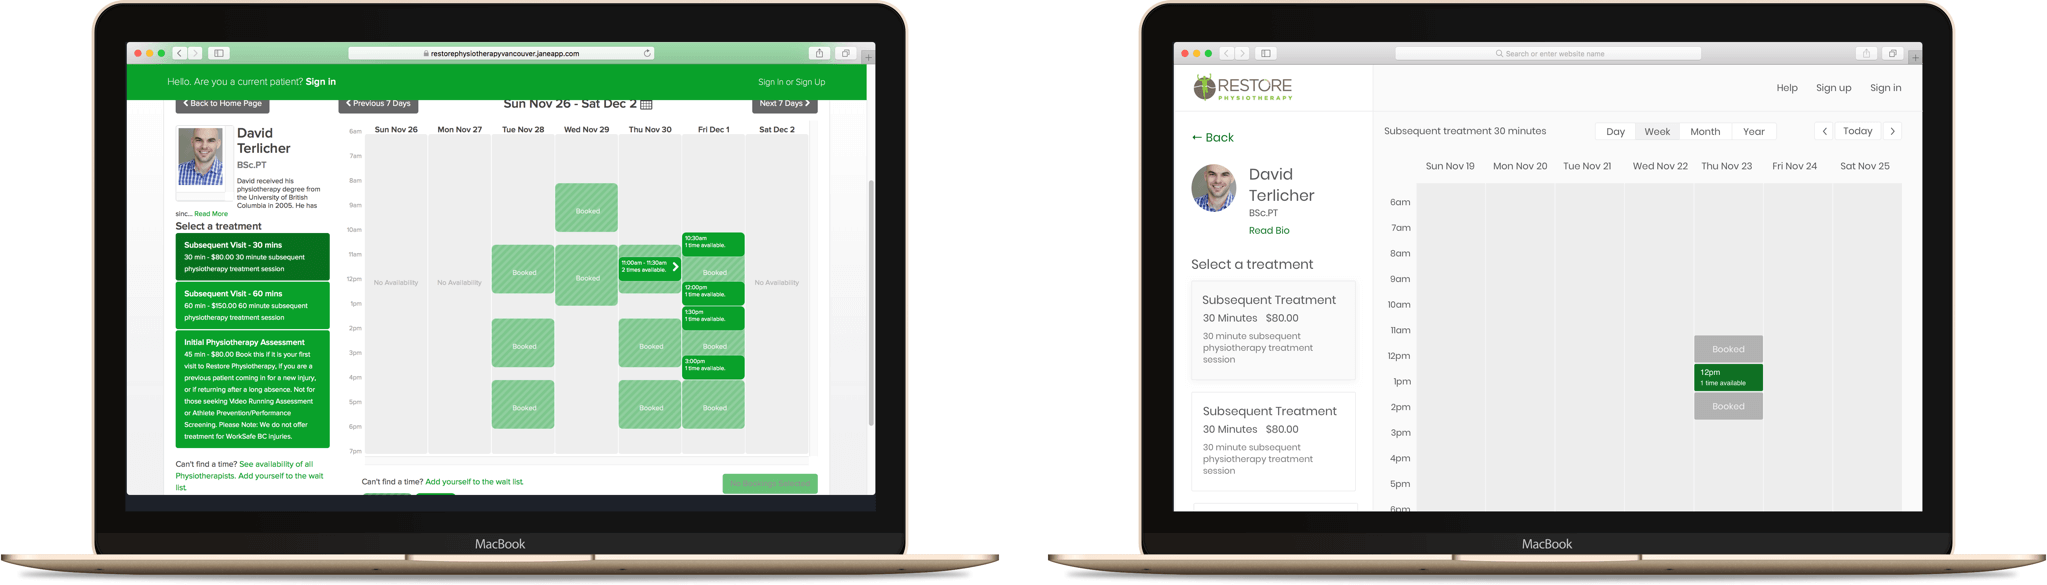 restorephysiotherapyvancouver.janeapp.com
Hello. Are you a current patient? Sign in
Sign In or Sign Up
Back to Home Page
Previous 7 Days
Sun Nov 26 - Sat Dec 2
Next 7 Days
David
Terlicher
BSc.PT
David received his
physiotherapy degree from
the University of British
Columbia in 2005. He has
sinc... Read More
Select a treatment
Subsequent Visit - 30 mins
30 min - $80.00 30 minute subsequent
physiotherapy treatment session
Subsequent Visit - 60 mins
60 min - $150.00 60 minute subsequent
physiotherapy treatment session
Initial Physiotherapy Assessment
45 min - $80.00 Book this if it is your first
visit to Restore Physiotherapy, if you are a
previous patient coming in for a new injury,
or if returning after a long absence. Not for
those seeking Video Running Assessment
or Athlete Prevention/Performance
Screening. Please Note: We do not offer
treatment for WorkSafe BC injuries.
Can't find a time? See availability of all
Physiotherapists. Add yourself to the wait
list.
Sun Nov 26 Mon Nov 27 Tue Nov 28 Wed Nov 29 Thu Nov 30 Fri Dec 1 Sat Dec 2
6am
7am
8am
9am
10am
11am
12pm
1pm
2pm
3pm
4pm
5pm
6pm
7pm
No Availability
No Availability
Booked
Booked
Booked
Booked
Booked
11:00am - 11:30am
2 times available.
Booked
Booked
10:30am
1 time available.
Booked
12:00pm
1 time available.
1:30pm
1 time available.
Booked
3:00pm
1 time available.
Booked
No Availability
Can't find a time? Add yourself to the wait list.
MacBook
Search or enter website name
RESTORE
PHYSIOTHERAPY
Help Sign up Sign in
Back
David
Terlicher
BSc.PT
Read Bio
Select a treatment
Subsequent Treatment
30 Minutes $80.00
30 minute subsequent
physiotherapy treatment
session
Subsequent Treatment
30 Minutes $80.00
30 minute subsequent
physiotherapy treatment
session
Subsequent treatment 30 minutes
Day Week Month Year
Today
Sun Nov 19 Mon Nov 20 Tue Nov 21 Wed Nov 22 Thu Nov 23 Fri Nov 24 Sat Nov 25
6am
7am
8am
9am
10am
11am
12pm
1pm
2pm
3pm
4pm
5pm
6pm
Booked
12pm
1 time available
Booked
MacBook